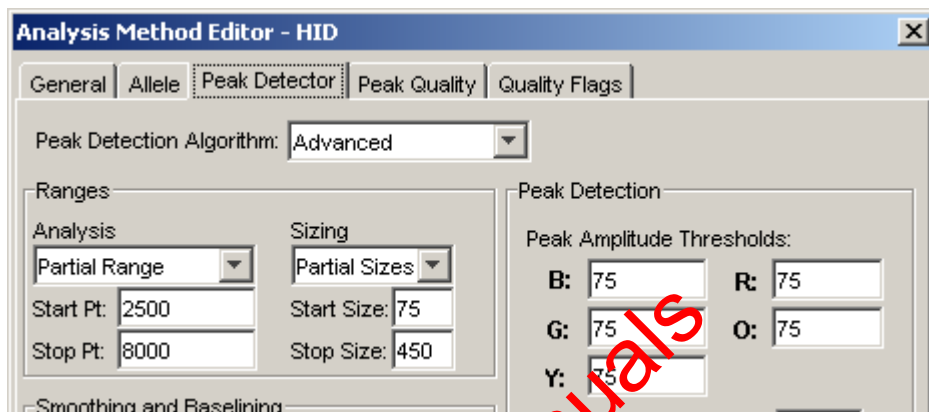 Analysis Method Editor - HID
General Allele Peak Detector Peak Quality Quality Flags
Peak Detection Algorithm: Advanced
Ranges
Analysis Sizing
Partial Range Partial Sizes
Start Pt: 2500 Start Size: 75
Stop Pt: 8000 Stop Size: 450
Peak Detection
Peak Amplitude Thresholds:
B: 75 R: 75
G: 75 O: 75
Y: 75
Smoothing and Baselining